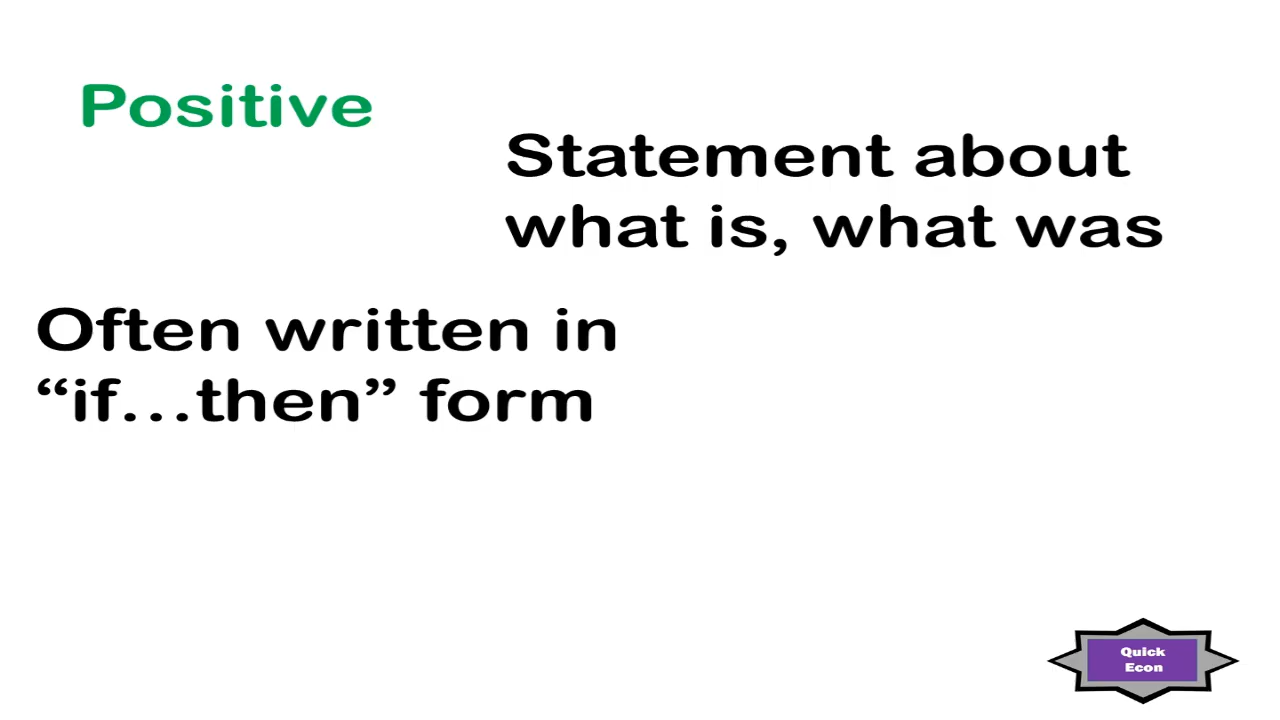 Positive
Statement about
what is, what was
Often written in
“if...then” form
Quick
Econ